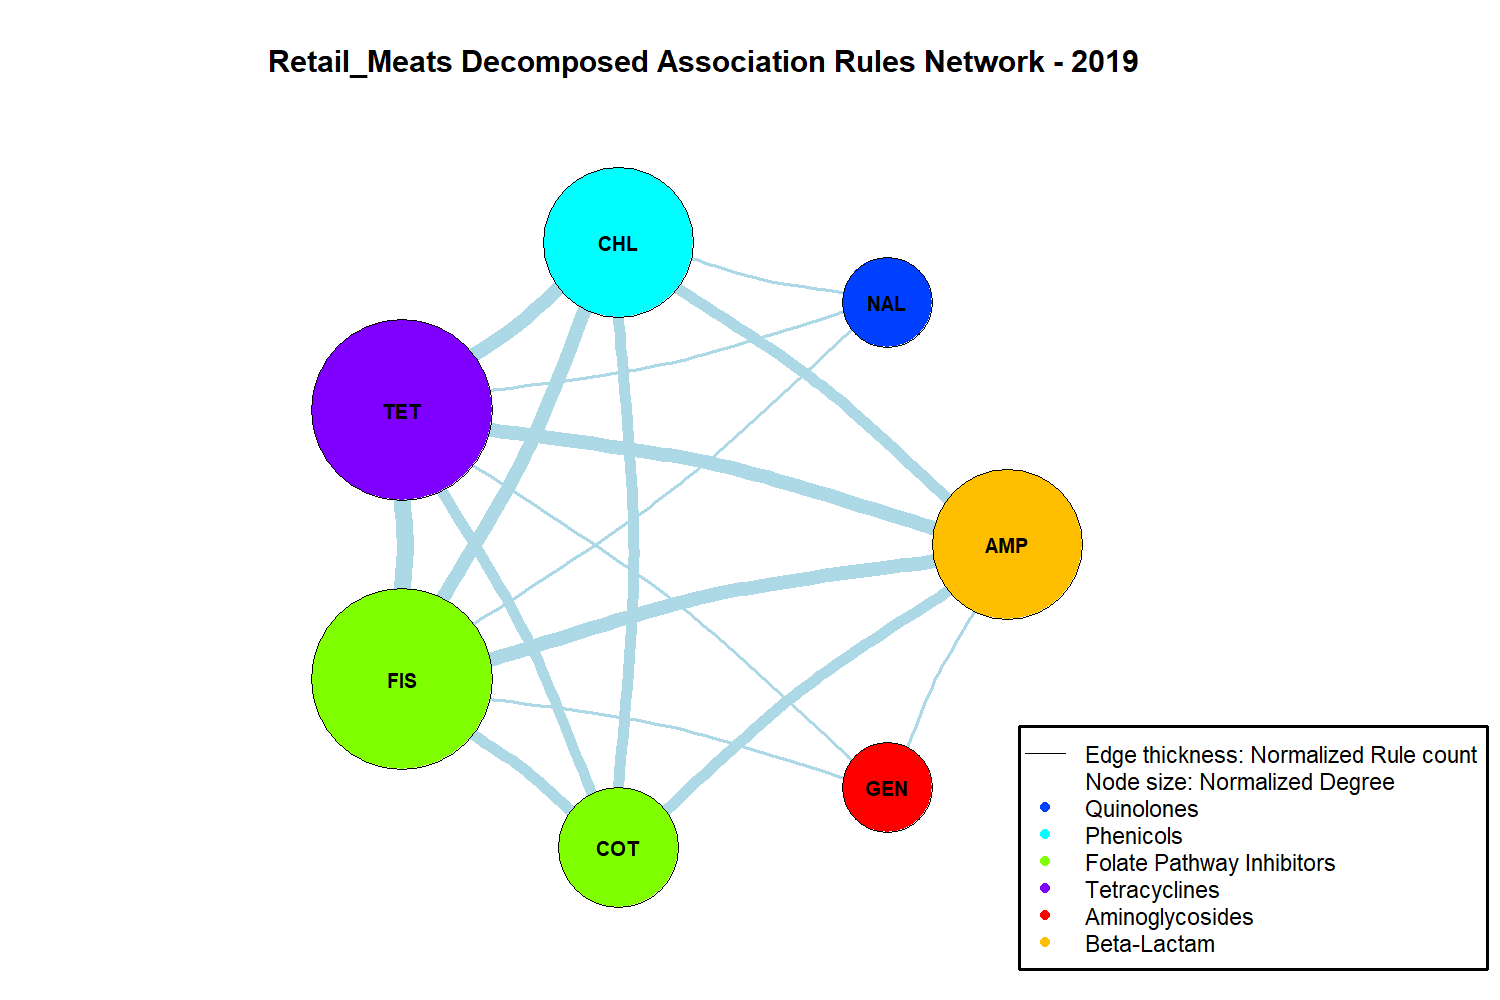 Retail_Meats Decomposed Association Rules Network - 2019
CHL
NAL
TET
AMP
FIS
GEN
COT
Edge thickness: Normalized Rule count
Node size: Normalized Degree
Quinolones
Phenicols
Folate Pathway Inhibitors
Tetracyclines
Aminoglycosides
Beta-Lactam